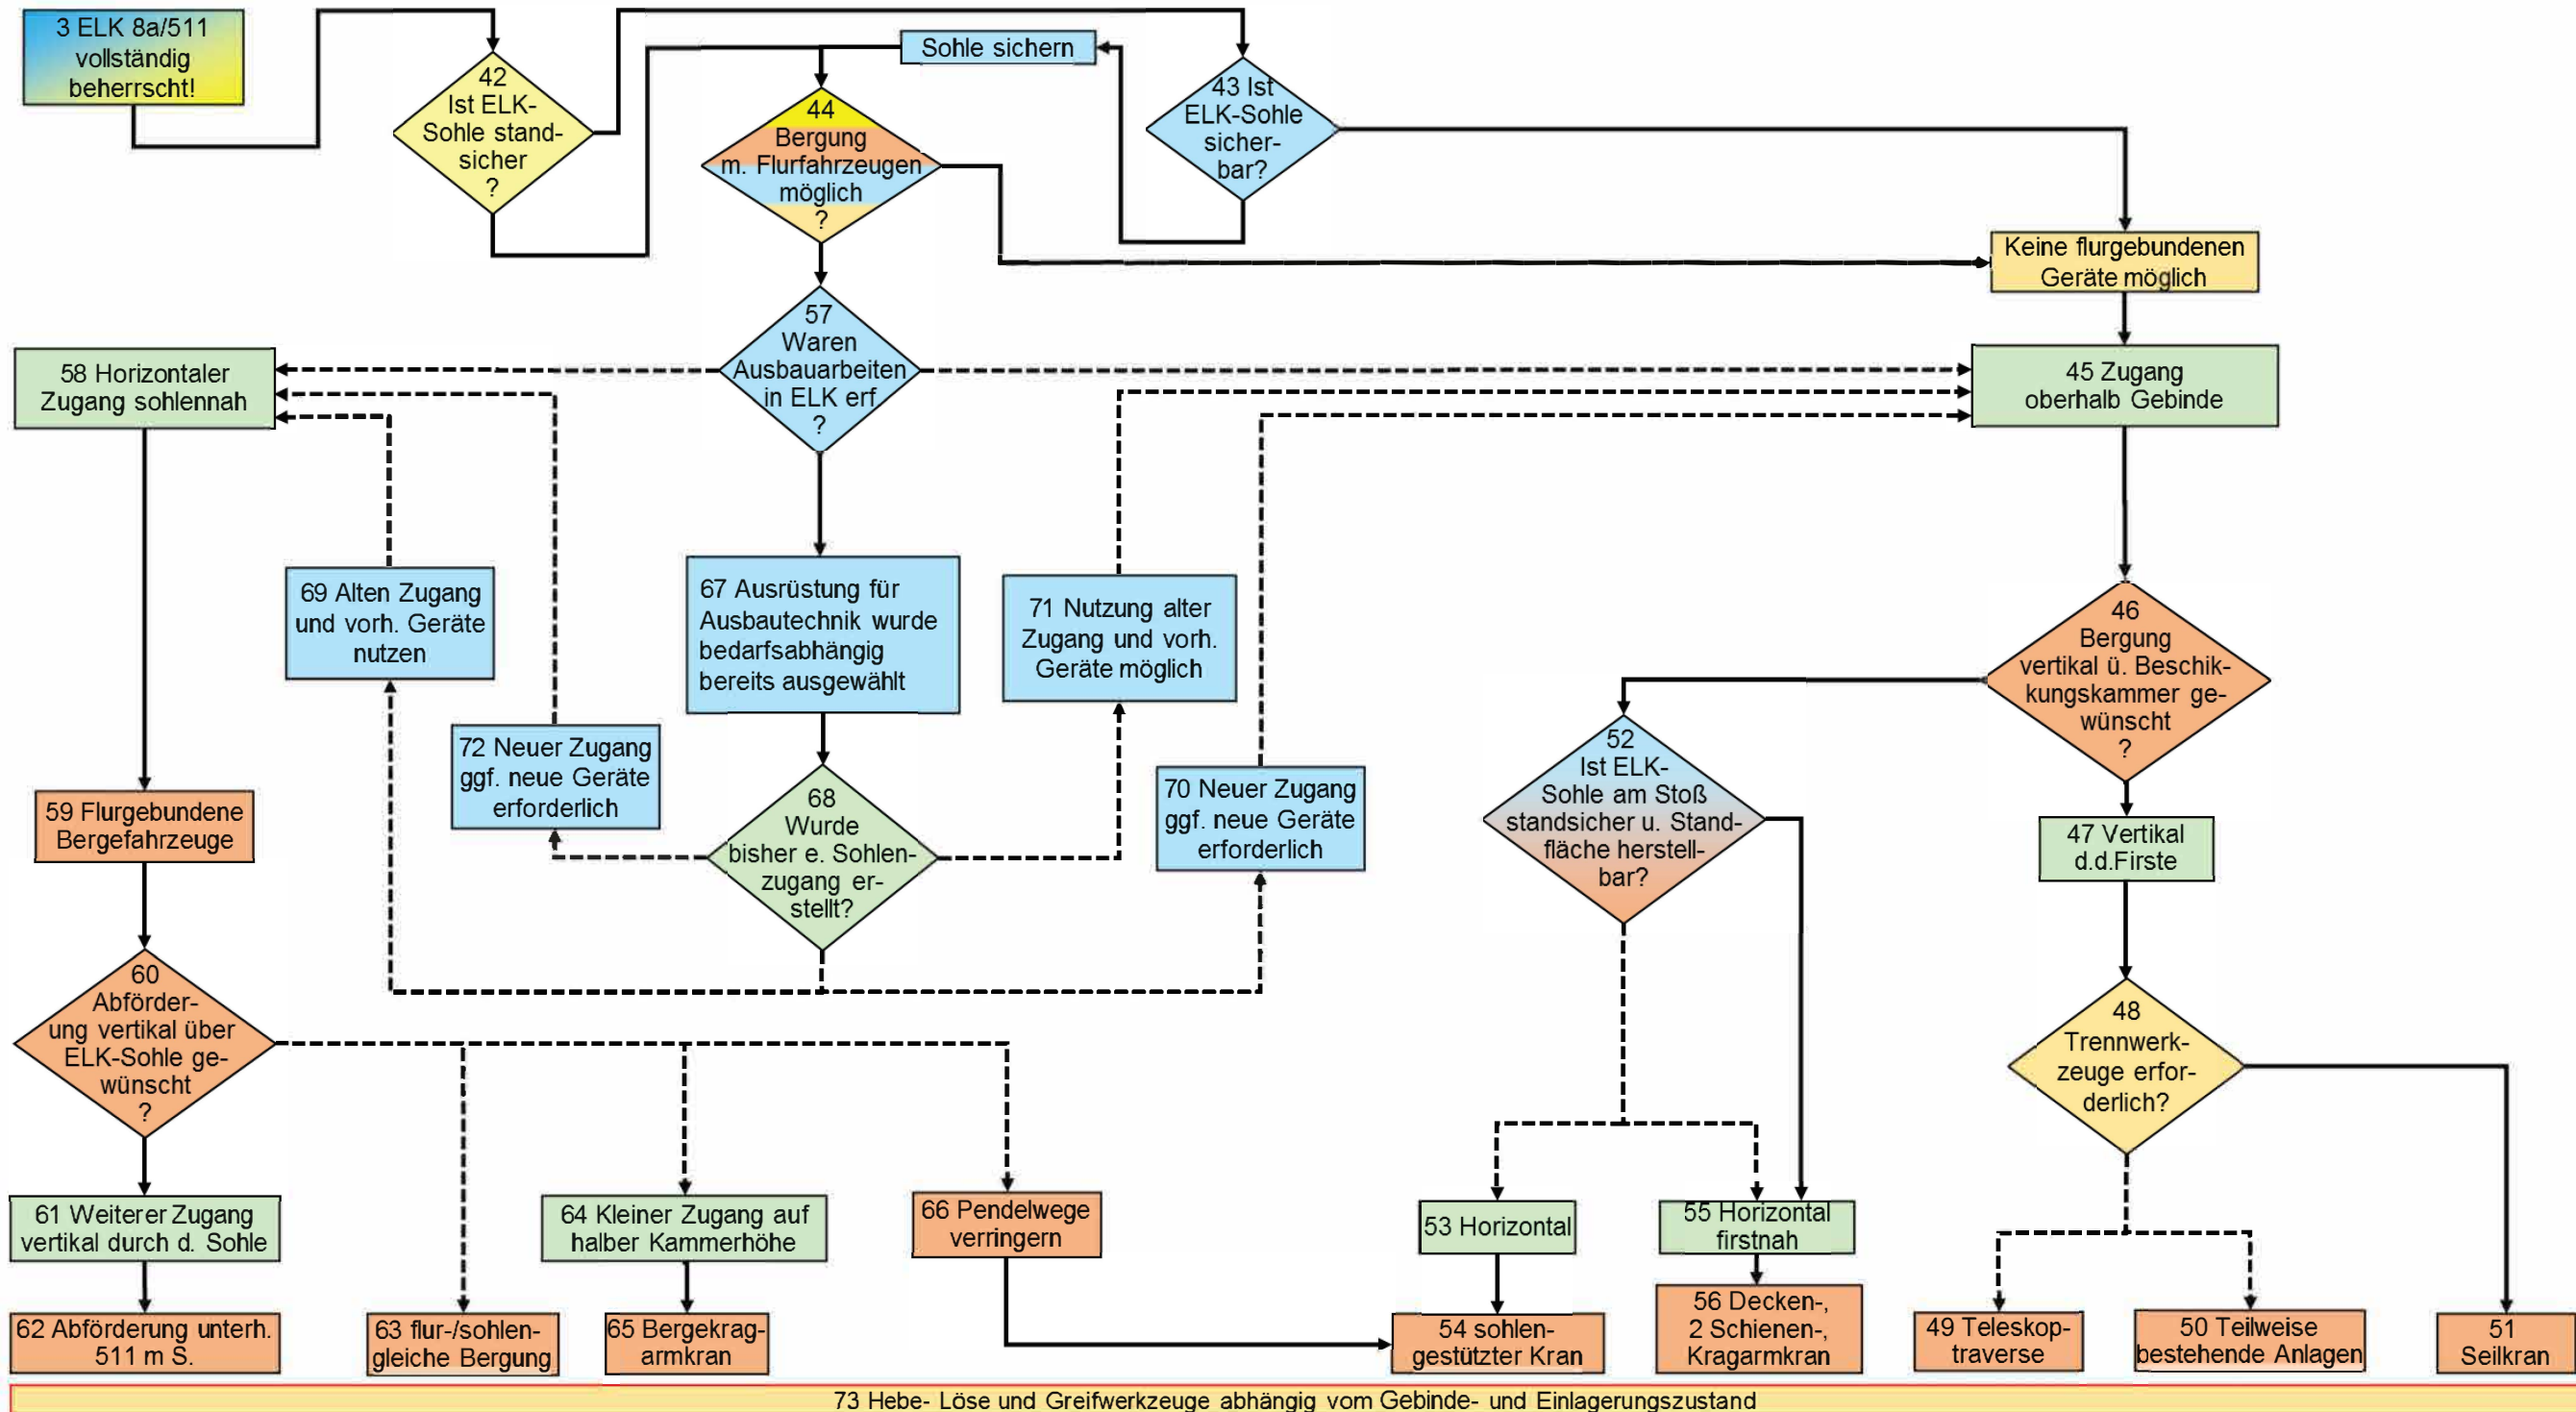 3 ELK 8a/511
vollständig
beherrscht!
42
Ist ELK-
Sohle stand-
sicher
?
Sohle sichern
43 Ist
ELK-Sohle
sicher-
bar?
44
Bergung
m. Flurfahrzeugen
möglich
?
Keine flurgebundenen
Geräte möglich
57
Waren
Ausbauarbeiten
in ELK erf
?
58 Horizontaler
Zugang sohlennah
45 Zugang
oberhalb Gebinde
69 Alten Zugang
und vorh. Geräte
nutzen
67 Ausrüstung für
Ausbautechnik wurde
bedarfsabhängig
bereits ausgewählt
71 Nutzung alter
Zugang und vorh.
Geräte möglich
46
Bergung
vertikal ü. Beschik-
kungskammer ge-
wünscht
?
72 Neuer Zugang
ggf. neue Geräte
erforderlich
52
Ist ELK-
Sohle am Stoß
standsicher u. Stand-
fläche herstell-
bar?
59 Flurgebundene
Bergefahrzeuge
68
Wurde
bisher e. Sohlen-
zugang er-
stellt?
70 Neuer Zugang
ggf. neue Geräte
erforderlich
47 Vertikal
d.d.Firste
60
Abförder-
ung vertikal über
ELK-Sohle ge-
wünscht
?
48
Trennwerk-
zeuge erfor-
derlich?
61 Weiterer Zugang
vertikal durch d. Sohle
64 Kleiner Zugang auf
halber Kammerhöhe
66 Pendelwege
verringern
53 Horizontal
55 Horizontal
firstnah
62 Abförderung unterh.
511 m S.
63 flur-/sohlen-
gleiche Bergung
65 Bergekrag-
armkran
54 sohlen-
gestützter Kran
56 Decken-,
2 Schienen-,
Kragarmkran
49 Teleskop-
traverse
50 Teilweise
bestehende Anlagen
51
Seilkran
73 Hebe- Löse und Greifwerkzeuge abhängig vom Gebinde- und Einlagerungszustand